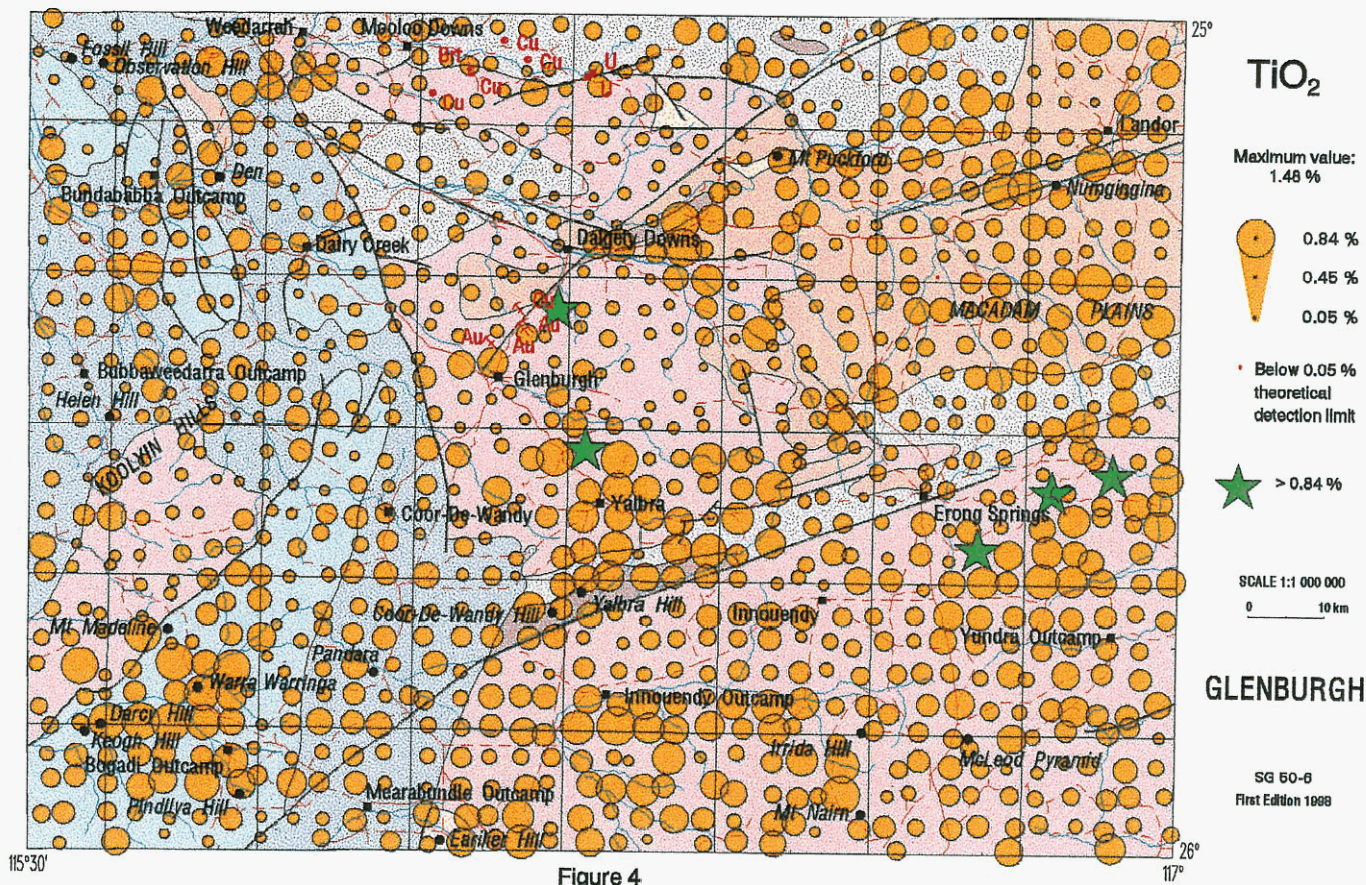 Weedarrah
Mooloo Downs
25°
Fossil Hill
Observation Hill
Brt
Cu
Cu
Cu
Cu
U
U
Landor
Mt Puckford
Den
Bundababba Outcamp
Numgingina
Dairy Creek
Dalgety Downs
MACADAM PLAINS
Cu
Au
Au
Au
Glenburgh
Bubbaweedarra Outcamp
Helen Hill
KOOLYIN HILLS
Yalbra
Coor-De-Wandy
Erong Springs
Coor-De-Wandy Hill
Yalbra Hill
Innouendy
Mt Madeline
Yundra Outcamp
Pandara
Warra Warringa
Innouendy Outcamp
Darcy Hill
Keogh Hill
Irrida Hill
McLeod Pyramid
Bogadi Outcamp
Pindilya Hill
Mearabundie Outcamp
Mt Nairn
Earilier Hill
115°30'
26°
117°
Figure 4
TiO2
Maximum value:
1.48 %
0.84 %
0.45 %
0.05 %
Below 0.05 %
theoretical
detection limit
> 0.84 %
SCALE 1:1 000 000
0 10 km
GLENBURGH
SG 50-6
First Edition 1998